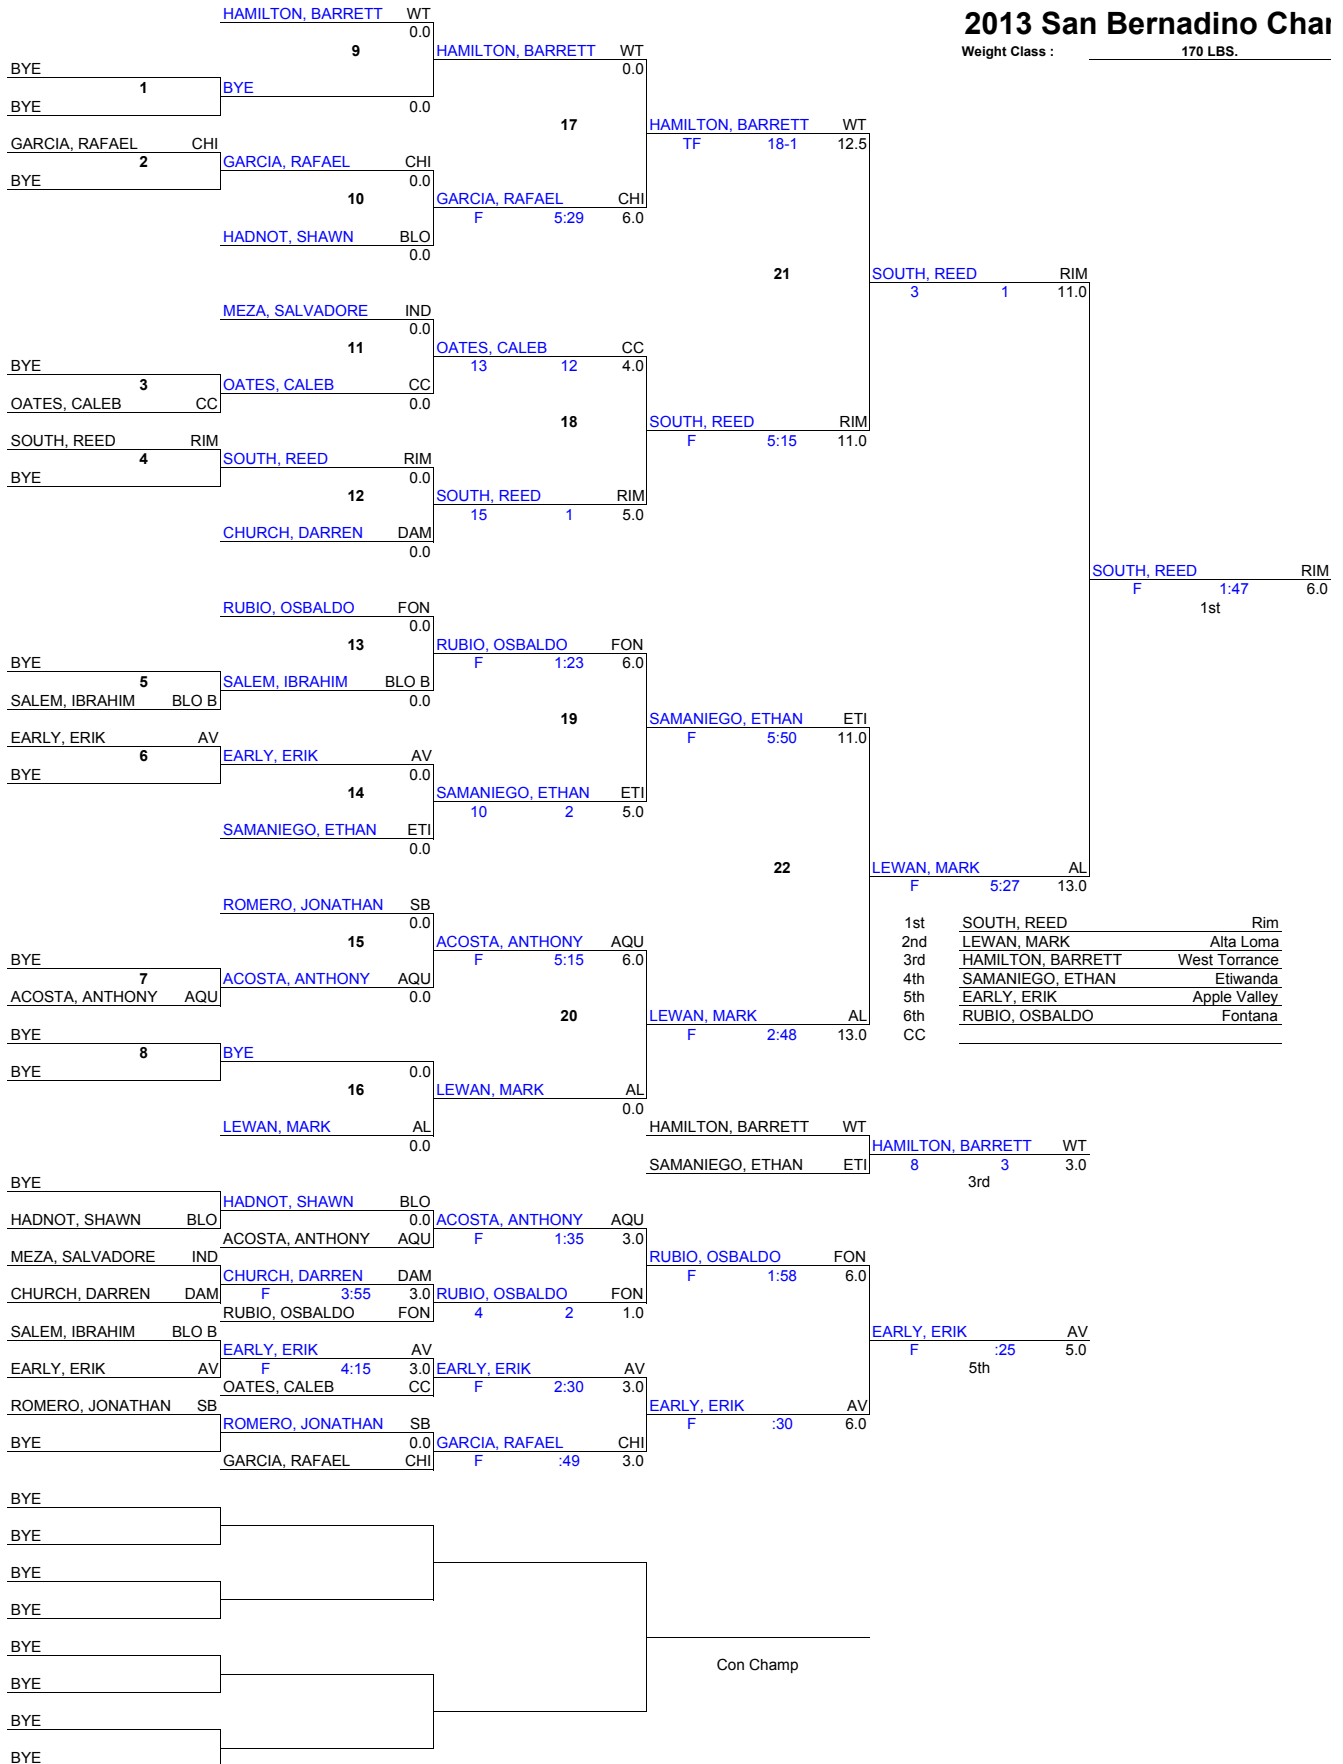 HAMILTON, BARRETT WT
2013 San Bernadino Cha
0.0
9
HAMILTON, BARRETT WT
Weight Class : 170 LBS.
BYE
0.0
1
BYE
BYE
0.0
17
HAMILTON, BARRETT WT
GARCIA, RAFAEL CHI
TF 18-1 12.5
2
GARCIA, RAFAEL CHI
BYE
0.0
10
GARCIA, RAFAEL CHI
F 5:29 6.0
HADNOT, SHAWN BLO
0.0
21
SOUTH, REED RIM
3 1 11.0
MEZA, SALVADORE IND
0.0
11
OATES, CALEB CC
BYE
13 12 4.0
3
OATES, CALEB CC
OATES, CALEB CC
0.0
18
SOUTH, REED RIM
SOUTH, REED RIM
F 5:15 11.0
4
SOUTH, REED RIM
BYE
0.0
12
SOUTH, REED RIM
15 1 5.0
CHURCH, DARREN DAM
0.0
SOUTH, REED RIM
F 1:47 6.0
1st
RUBIO, OSBALDO FON
0.0
13
RUBIO, OSBALDO FON
BYE
F 1:23 6.0
5
SALEM, IBRAHIM BLO B
SALEM, IBRAHIM BLO B
0.0
19
SAMANIEGO, ETHAN ETI
EARLY, ERIK AV
F 5:50 11.0
6
EARLY, ERIK AV
BYE
0.0
14
SAMANIEGO, ETHAN ETI
10 2 5.0
SAMANIEGO, ETHAN ETI
0.0
22
LEWAN, MARK AL
F 5:27 13.0
ROMERO, JONATHAN SB
0.0
1st SOUTH, REED Rim
15
ACOSTA, ANTHONY AQU
2nd LEWAN, MARK Alta Loma
BYE
F 5:15 6.0
3rd HAMILTON, BARRETT West Torrance
7
ACOSTA, ANTHONY AQU
4th SAMANIEGO, ETHAN Etiwanda
ACOSTA, ANTHONY AQU
0.0
5th EARLY, ERIK Apple Valley
20
LEWAN, MARK AL
6th RUBIO, OSBALDO Fontana
BYE
F 2:48 13.0
CC
8
BYE
BYE
0.0
16
LEWAN, MARK AL
0.0
LEWAN, MARK AL
0.0
HAMILTON, BARRETT WT
HAMILTON, BARRETT WT
SAMANIEGO, ETHAN ETI
8 3 3.0
3rd
BYE
HADNOT, SHAWN BLO
HADNOT, SHAWN BLO
0.0
ACOSTA, ANTHONY AQU
ACOSTA, ANTHONY AQU
F 1:35 3.0
MEZA, SALVADORE IND
RUBIO, OSBALDO FON
CHURCH, DARREN DAM
F 1:58 6.0
CHURCH, DARREN DAM
F 3:55 3.0
RUBIO, OSBALDO FON
RUBIO, OSBALDO FON
4 2 1.0
SALEM, IBRAHIM BLO B
EARLY, ERIK AV
EARLY, ERIK AV
F :25 5.0
EARLY, ERIK AV
F 4:15 3.0
EARLY, ERIK AV
5th
OATES, CALEB CC
F 2:30 3.0
ROMERO, JONATHAN SB
EARLY, ERIK AV
ROMERO, JONATHAN SB
F :30 6.0
BYE
0.0
GARCIA, RAFAEL CHI
GARCIA, RAFAEL CHI
F :49 3.0
BYE
BYE
BYE
BYE
BYE
Con Champ
BYE
BYE
BYE